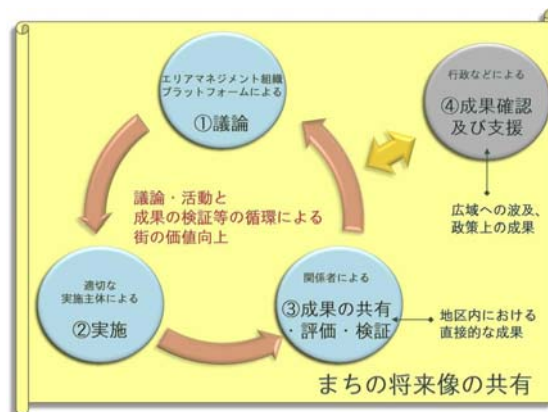 エリアマネジメント組織
プラットフォームによる
①議論
行政などによる
④成果確認
及び支援
議論・活動と
成果の検証等の循環による
街の価値向上
広域への波及、
政策上の成果
適切な
実施主体による
②実施
関係者による
③成果の共有
・評価・検証
地区内における
直接的な成果
まちの将来像の共有